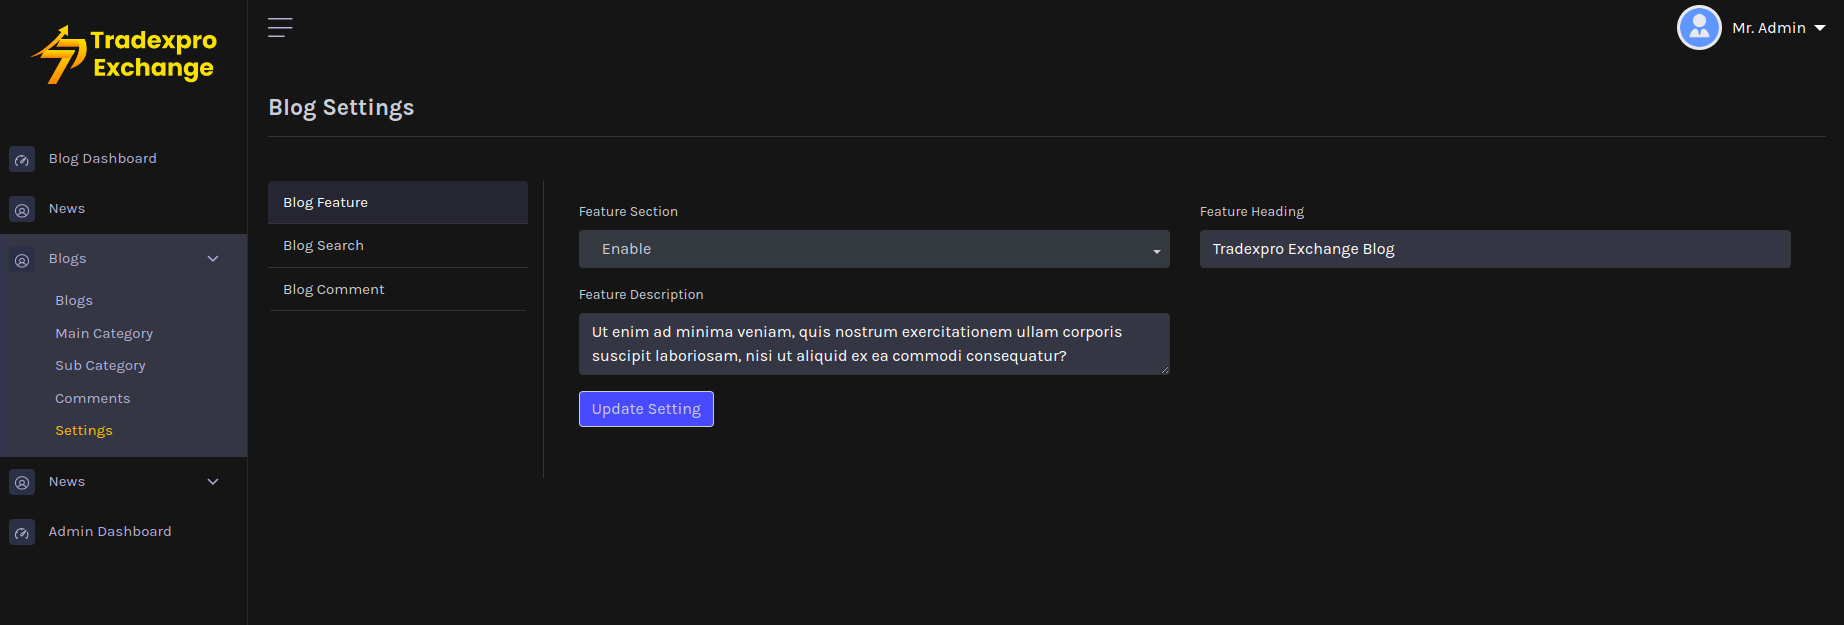 Tradexpro
Exchange
Mr. Admin
Blog Settings
Blog Dashboard
News
Blogs
Blogs
Main Category
Sub Category
Comments
Settings
News
Admin Dashboard
Blog Feature
Blog Search
Blog Comment
Feature Section
Enable
Feature Heading
Tradexpro Exchange Blog
Feature Description
Ut enim ad minima veniam, quis nostrum exercitationem ullam corporis
suscipit laboriosam, nisi ut aliquid ex ea commodi consequatur?
Update Setting